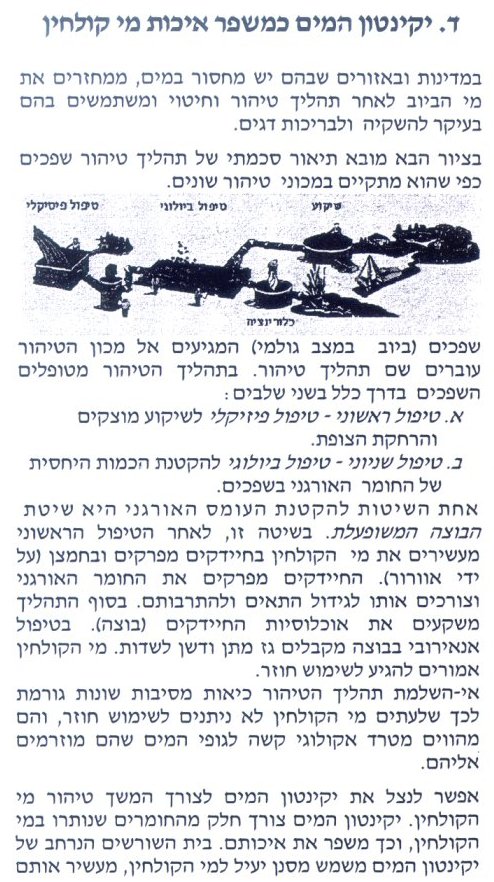 ד. יקינטון המים כמשפר איכות מי קולחין
במדינות ובאזורים שבהם יש מחסור במים, ממחזרים את
מי הביוב לאחר תהליך טיהור וחיטוי ומשתמשים בהם
בעיקר להשקיה ולבריכות דגים.
בציור הבא מובא תיאור סכמתי של תהליך טיהור שפכים
כפי שהוא מתקיים במכוני טיהור שונים.
טיפול פיסיקלי טיפול ביולוגי שיקוע
כלורינציה
שפכים (ביוב במצב גולמי) המגיעים אל מכון הטיהור
עוברים שם תהליך טיהור. בתהליך הטיהור מטופלים
השפכים בדרך כלל בשני שלבים:
א. טיפול ראשוני - טיפול פיזיקלי לשיקוע מוצקים
והרחקת הצופת.
ב. טיפול שניוני - טיפול ביולוגי להקטנת הכמות היחסית
של החומר האורגני בשפכים.
אחת השיטות להקטנת העומס האורגני היא שיטת
הבוצה המשופעלת. בשיטה זו, לאחר הטיפול הראשוני
מעשירים את מי הקולחין בחיידקים מפרקים ובחמצן (על
ידי אוורור). החיידקים מפרקים את החומר האורגני
וצורכים אותו לגידול התאים ולהתרבותם. בסוף התהליך
משקעים את אוכלוסיות החיידקים (בוצה). בטיפול
אנאירובי בבוצה מקבלים גז מתן ודשן לשדות. מי הקולחין
אמורים להגיע לשימוש חוזר.
אי-השלמת תהליך הטיהור כיאות מסיבות שונות גורמת
לכך שלעתים מי הקולחין לא ניתנים לשימוש חוזר, והם
מהווים מטרד אקולוגי קשה לגופי המים שהם מוזרמים
אליהם.
אפשר לנצל את יקינטון המים לצורך המשך טיהור מי
הקולחין. יקינטון המים צורך חלק מהחומרים שנותרו במי
הקולחין, וכך משפר את איכותם. בית השורשים הנרחב של
יקינטון המים משמש מסנן יעיל למי הקולחין, מעשיר אותם